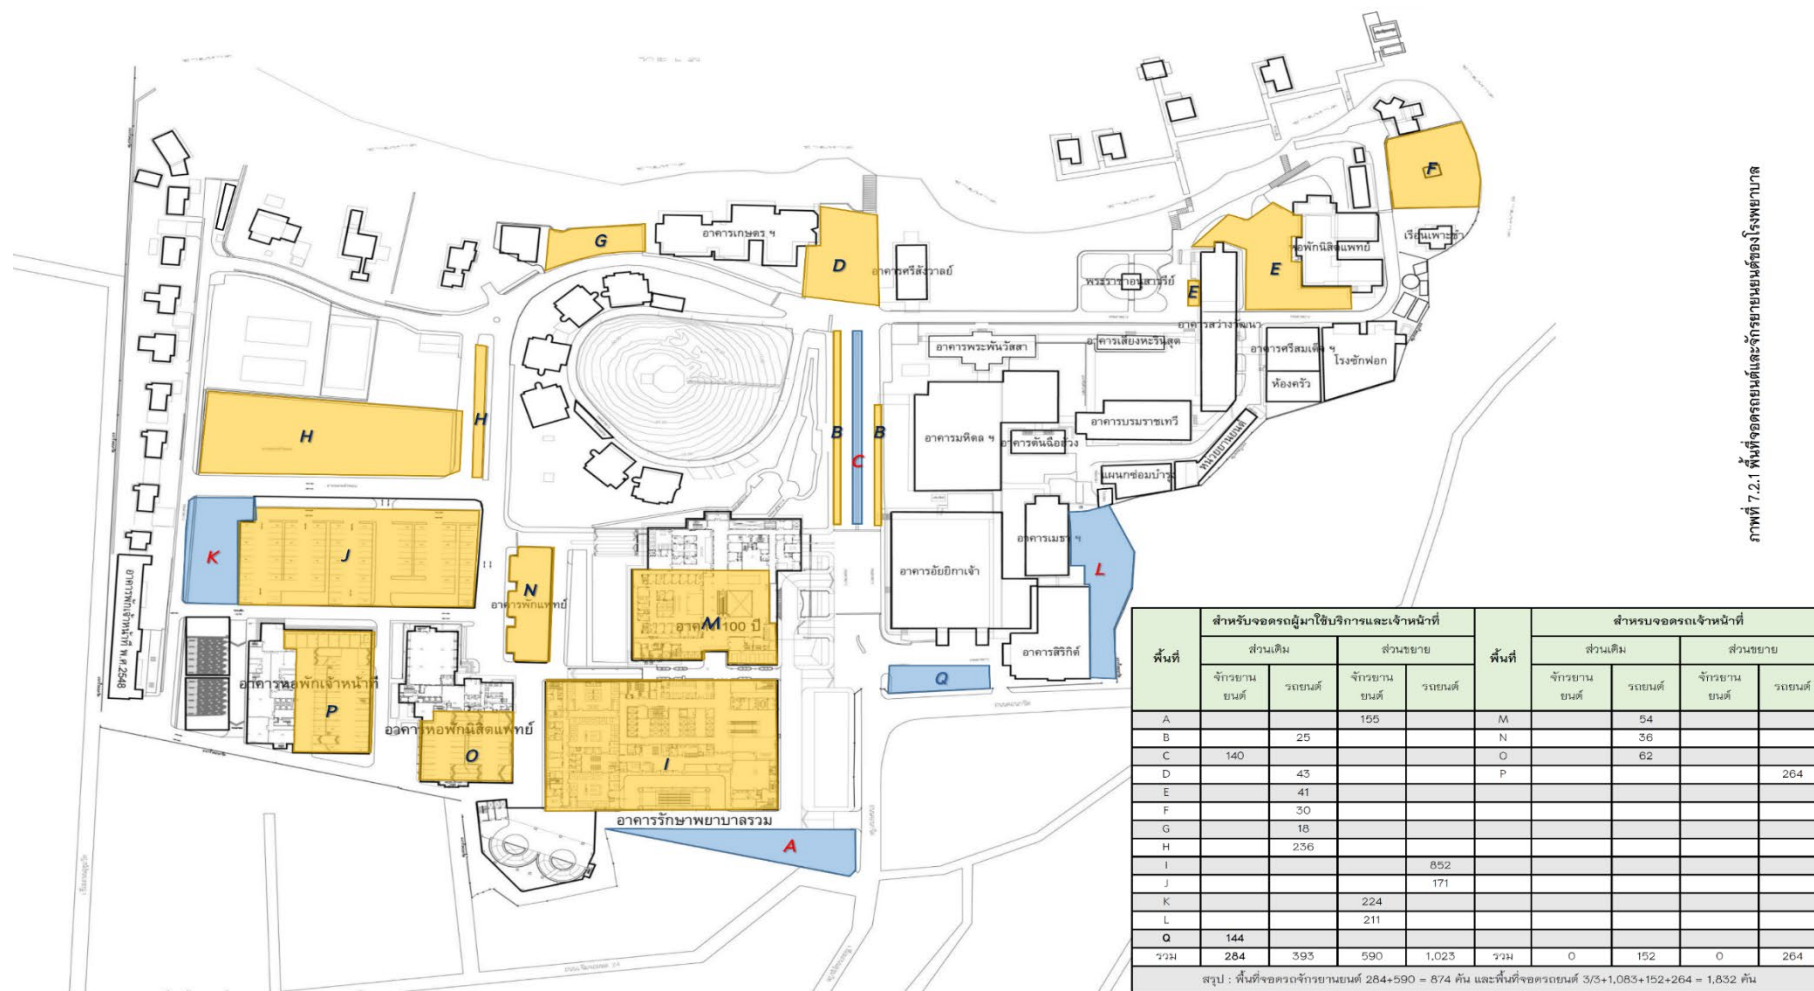 G
อาคารเกษตร ฯ
D
อาคารศรีสังวาลย์
พระราชานุสาวรีย์
E
E
หอพักนิสิตแพทย์
F
เรือนเพาะชำ
อาคารสว่างวัฒนา
อาคารพระพันวัสสา
อาคารเสี่ยงหะรินสุต
อาคารศรีสมเด็จ ฯ
โรงซักฟอก
ห้องครัว
H
H
B
C
B
อาคารมหิดล ฯ
อาคารตันฉือฮ้วง
อาคารบรมราชเทวี
หน่วยยานยนต์
แผนกซ่อมบำรุง
K
J
N
อาคารพักแพทย์
M
อาคาร 100 ปี
อาคารอัยยิกาเจ้า
อาคารเมธา ฯ
L
อาคารสิริกิต์
Q
อาคารพักเจ้าหน้าที่ พ.ศ.2548
อาคารหอพักเจ้าหน้าที่
P
อาคารหอพักนิสิตแพทย์
O
I
อาคารรักษาพยาบาลรวม
A
ภาพที่ 7.2.1 พื้นที่จอดรถยนต์และจักรยานยนต์ของโรงพยาบาล
พื้นที่ สำหรับจอดรถผู้มาใช้บริการและเจ้าหน้าที่ พื้นที่ สำหรบจอดรถเจ้าหน้าที่
ส่วนเดิม ส่วนขยาย ส่วนเดิม ส่วนขยาย
จักรยานยนต์ รถยนต์ จักรยานยนต์ รถยนต์ จักรยานยนต์ รถยนต์ จักรยานยนต์ รถยนต์
A 155 M 54
B 25 N 36
C 140 O 62
D 43 P 264
E 41
F 30
G 18
H 236
I 852
J 171
K 224
L 211
Q 144
รวม 284 393 590 1,023 รวม 0 152 0 264
สรุป : พื้นที่จอดรถจักรยานยนต์ 284+590 = 874 คัน และพื้นที่จอดรถยนต์ 3/3+1,083+152+264 = 1,832 คัน